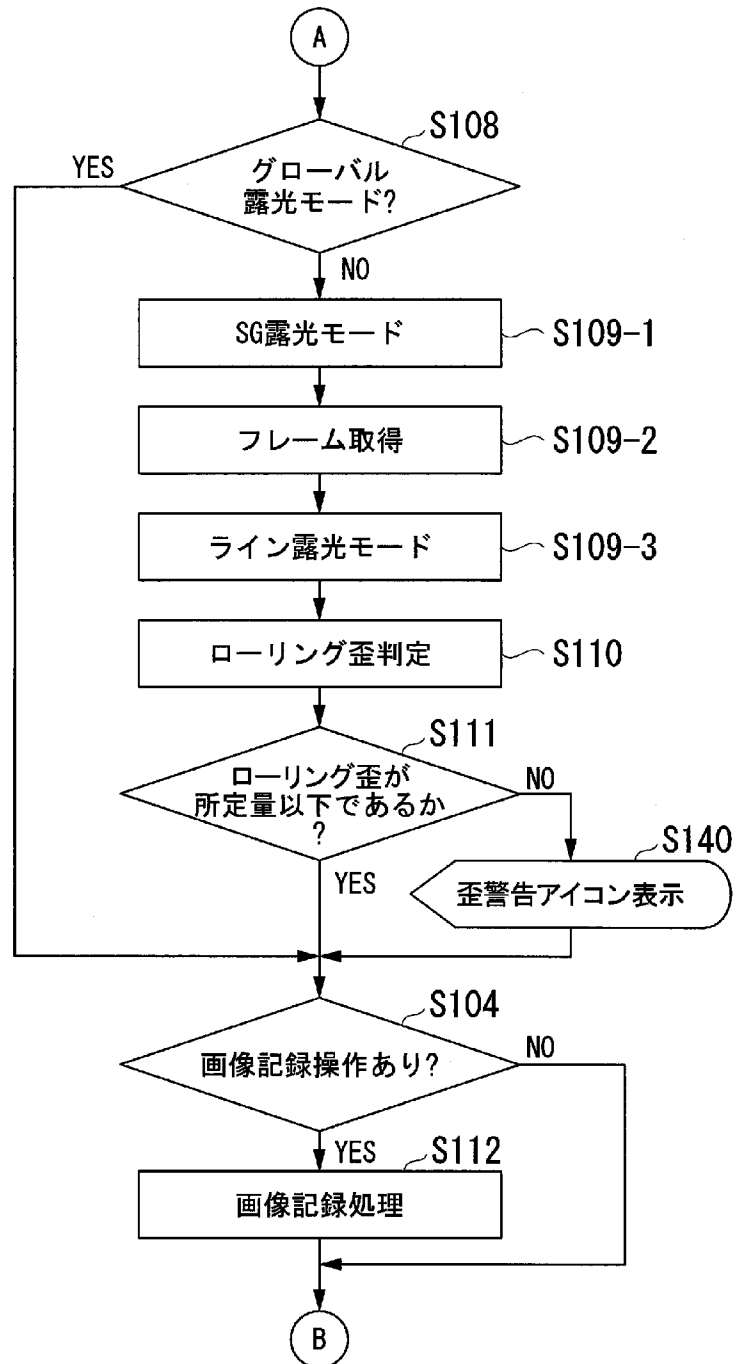 A
S108
YES
グローバル
露光モード?
NO
SG露光モード
S109-1
フレーム取得
S109-2
ライン露光モード
S109-3
ローリング歪判定
S110
S111
ローリング歪が
所定量以下であるか
?
NO
YES
S140
歪警告アイコン表示
S104
画像記録操作あり?
NO
YES
S112
画像記録処理
B